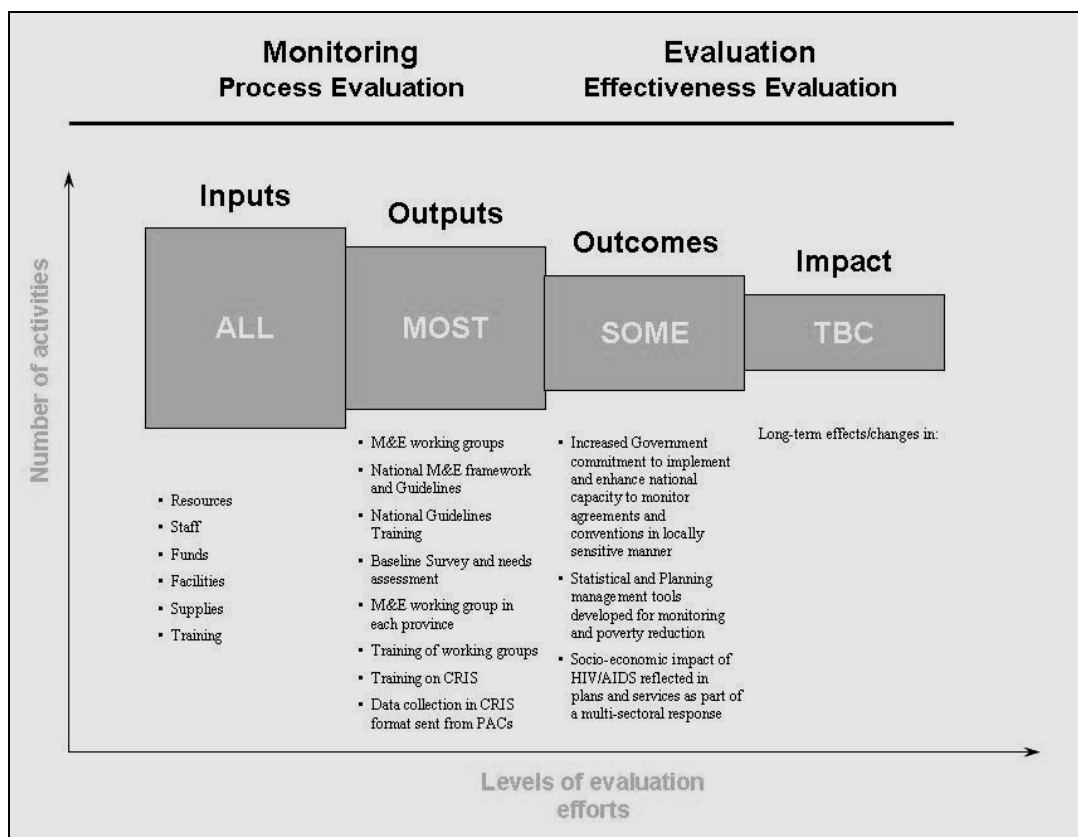 Monitoring
Process Evaluation
Evaluation
Effectiveness Evaluation
Number of activities
Inputs
ALL
▪ Resources
▪ Staff
▪ Funds
▪ Facilities
▪ Supplies
▪ Training
Outputs
MOST
▪ M&E working groups
▪ National M&E framework
and Guidelines
▪ National Guidelines
Training
▪ Baseline Survey and needs
assessment
▪ M&E working group in
each province
▪ Training of working groups
▪ Training on CRIS
▪ Data collection in CRIS
format sent from PACs
Outcomes
SOME
▪ Increased Government
commitment to implement
and enhance national
capacity to monitor
agreements and
conventions in locally
sensitive manner
▪ Statistical and Planning
management tools
developed for monitoring
and poverty reduction
▪ Socio-economic impact of
HIV/AIDS reflected in
plans and services as part of
a multi-sectoral response
Impact
TBC
Long-term effects/changes in:
Levels of evaluation
efforts